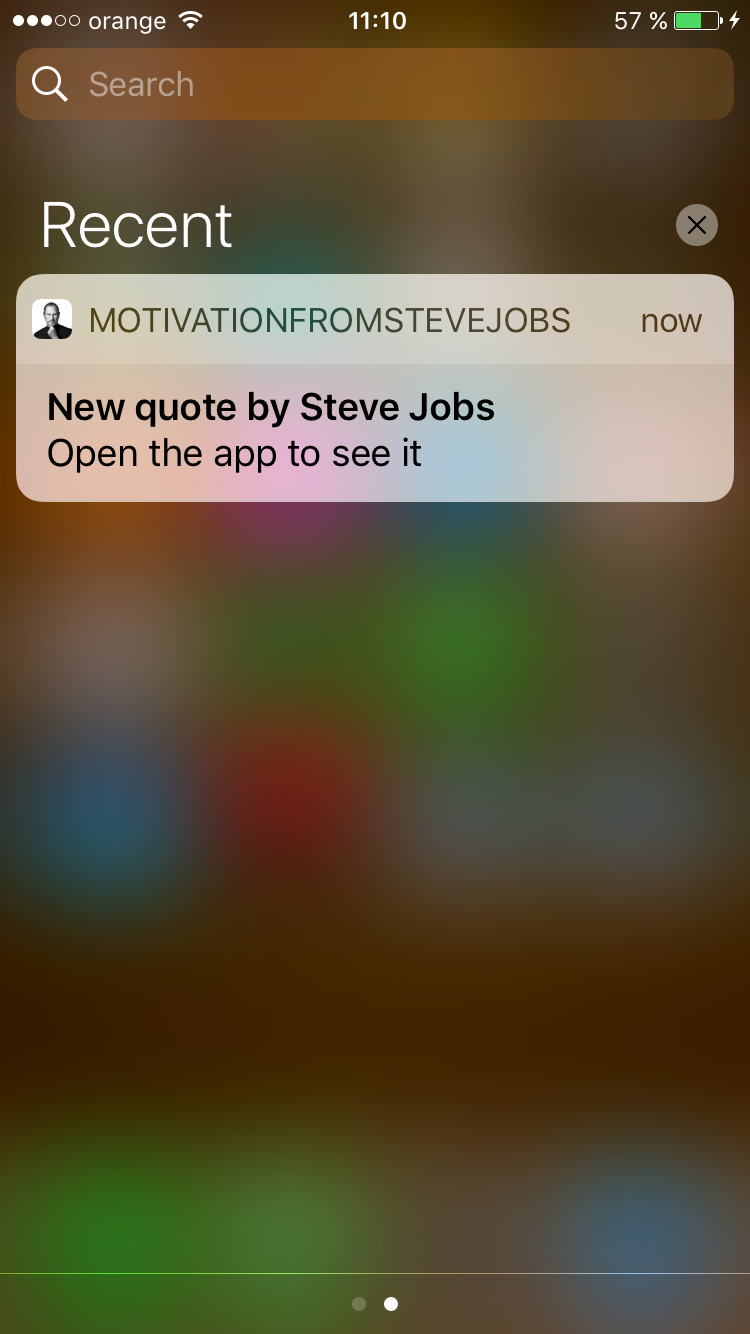 orange 11:10 57 %
Search
Recent
MOTIVATIONFROMSTEVEJOBS now
New quote by Steve Jobs
Open the app to see it